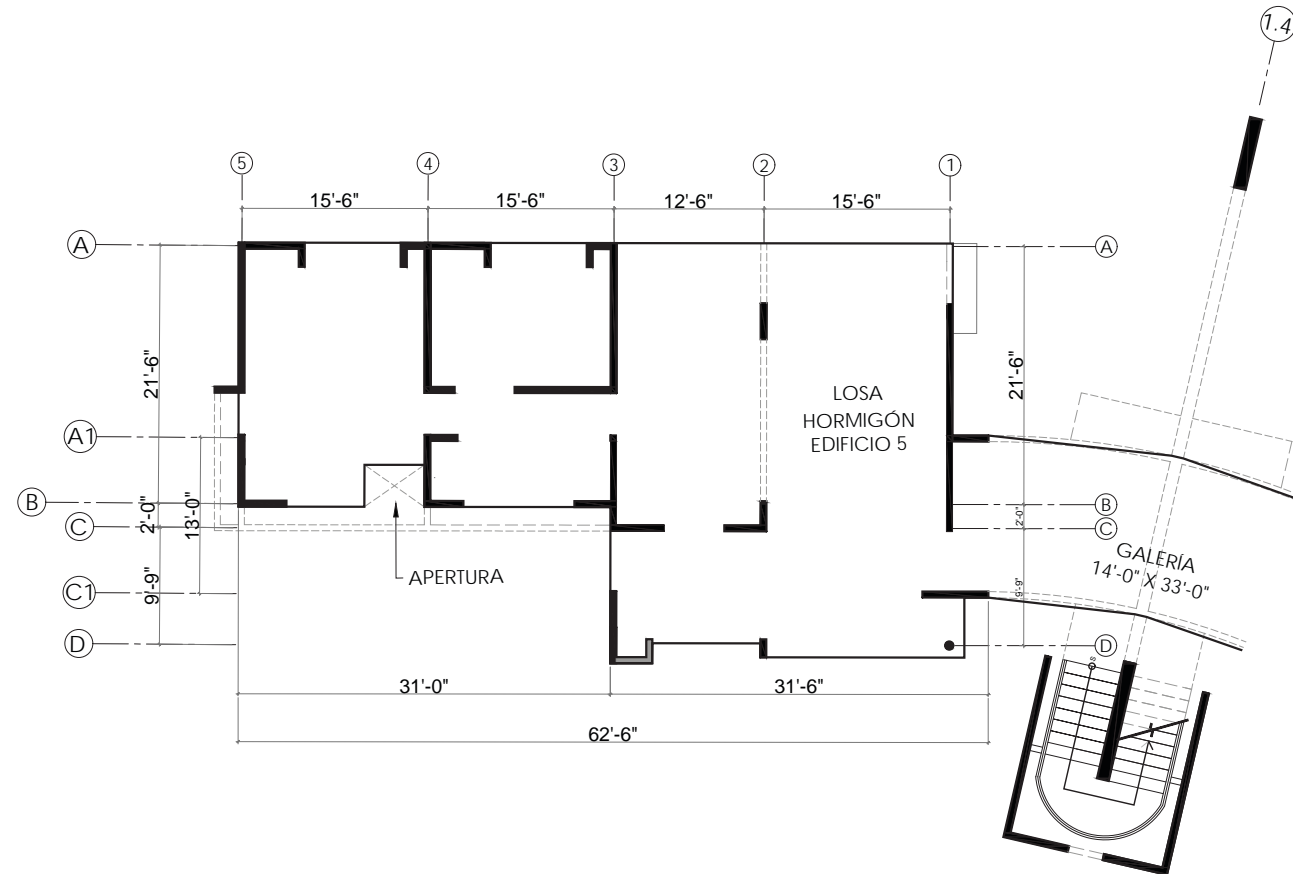 1.4
5
4
3
2
1
15'-6"
15'-6"
12'-6"
15'-6"
A
A
21'-6"
21'-6"
LOSA
HORMIGÓN
EDIFICIO 5
A1
B
B
2'-0"
2'-0"
13'-0"
C
C
GALERÍA
14'-0" X 33'-0"
APERTURA
C1
9'-9"
9'-9"
D
D
S
31'-0"
31'-6"
62'-6"